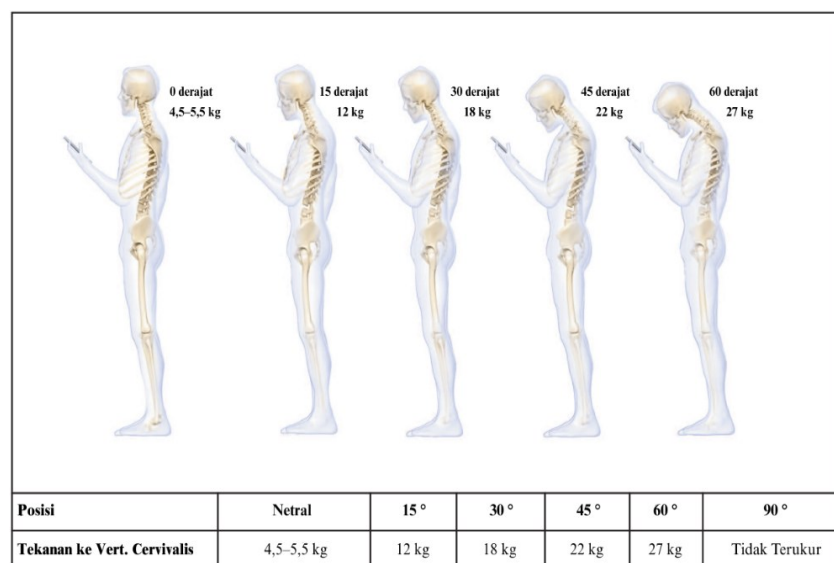 0 derajat
4,5–5,5 kg
15 derajat
12 kg
30 derajat
18 kg
45 derajat
22 kg
60 derajat
27 kg
Posisi Netral 15 ° 30 ° 45 ° 60 ° 90 °
Tekanan ke Vert. Cervivalis 4,5–5,5 kg 12 kg 18 kg 22 kg 27 kg Tidak Terukur